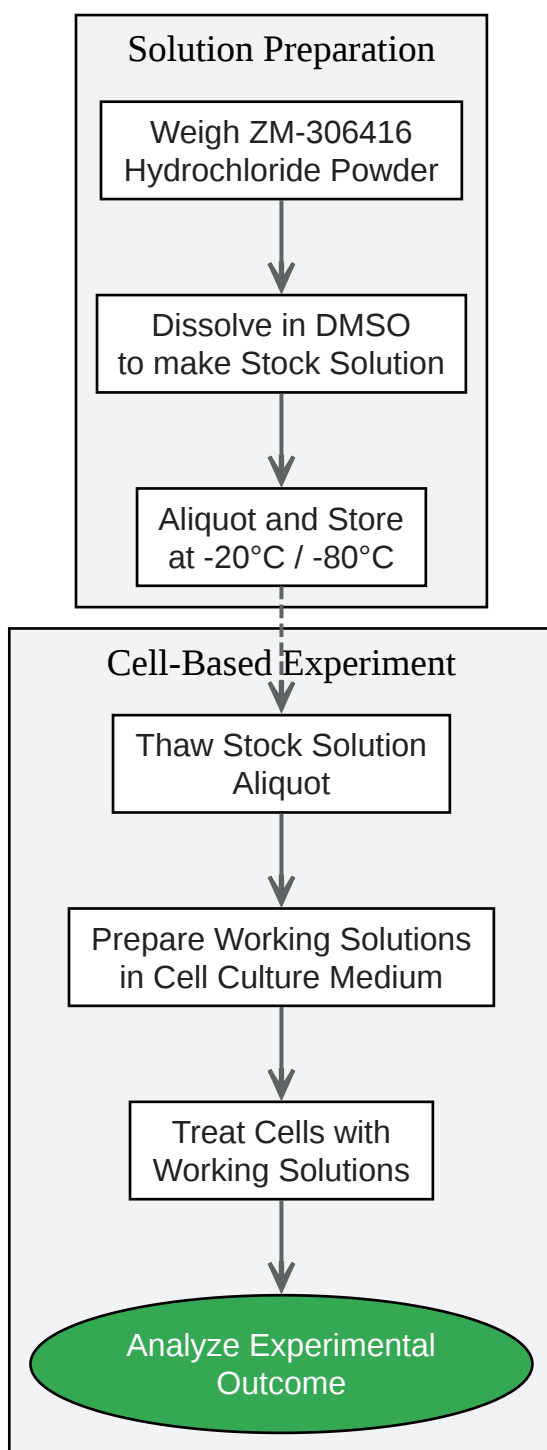 Solution Preparation
Weigh ZM-306416
Hydrochloride Powder
Dissolve in DMSO
to make Stock Solution
Aliquot and Store
at -20°C / -80°C
Cell-Based Experiment
Thaw Stock Solution
Aliquot
Prepare Working Solutions
in Cell Culture Medium
Treat Cells with
Working Solutions
Analyze Experimental
Outcome